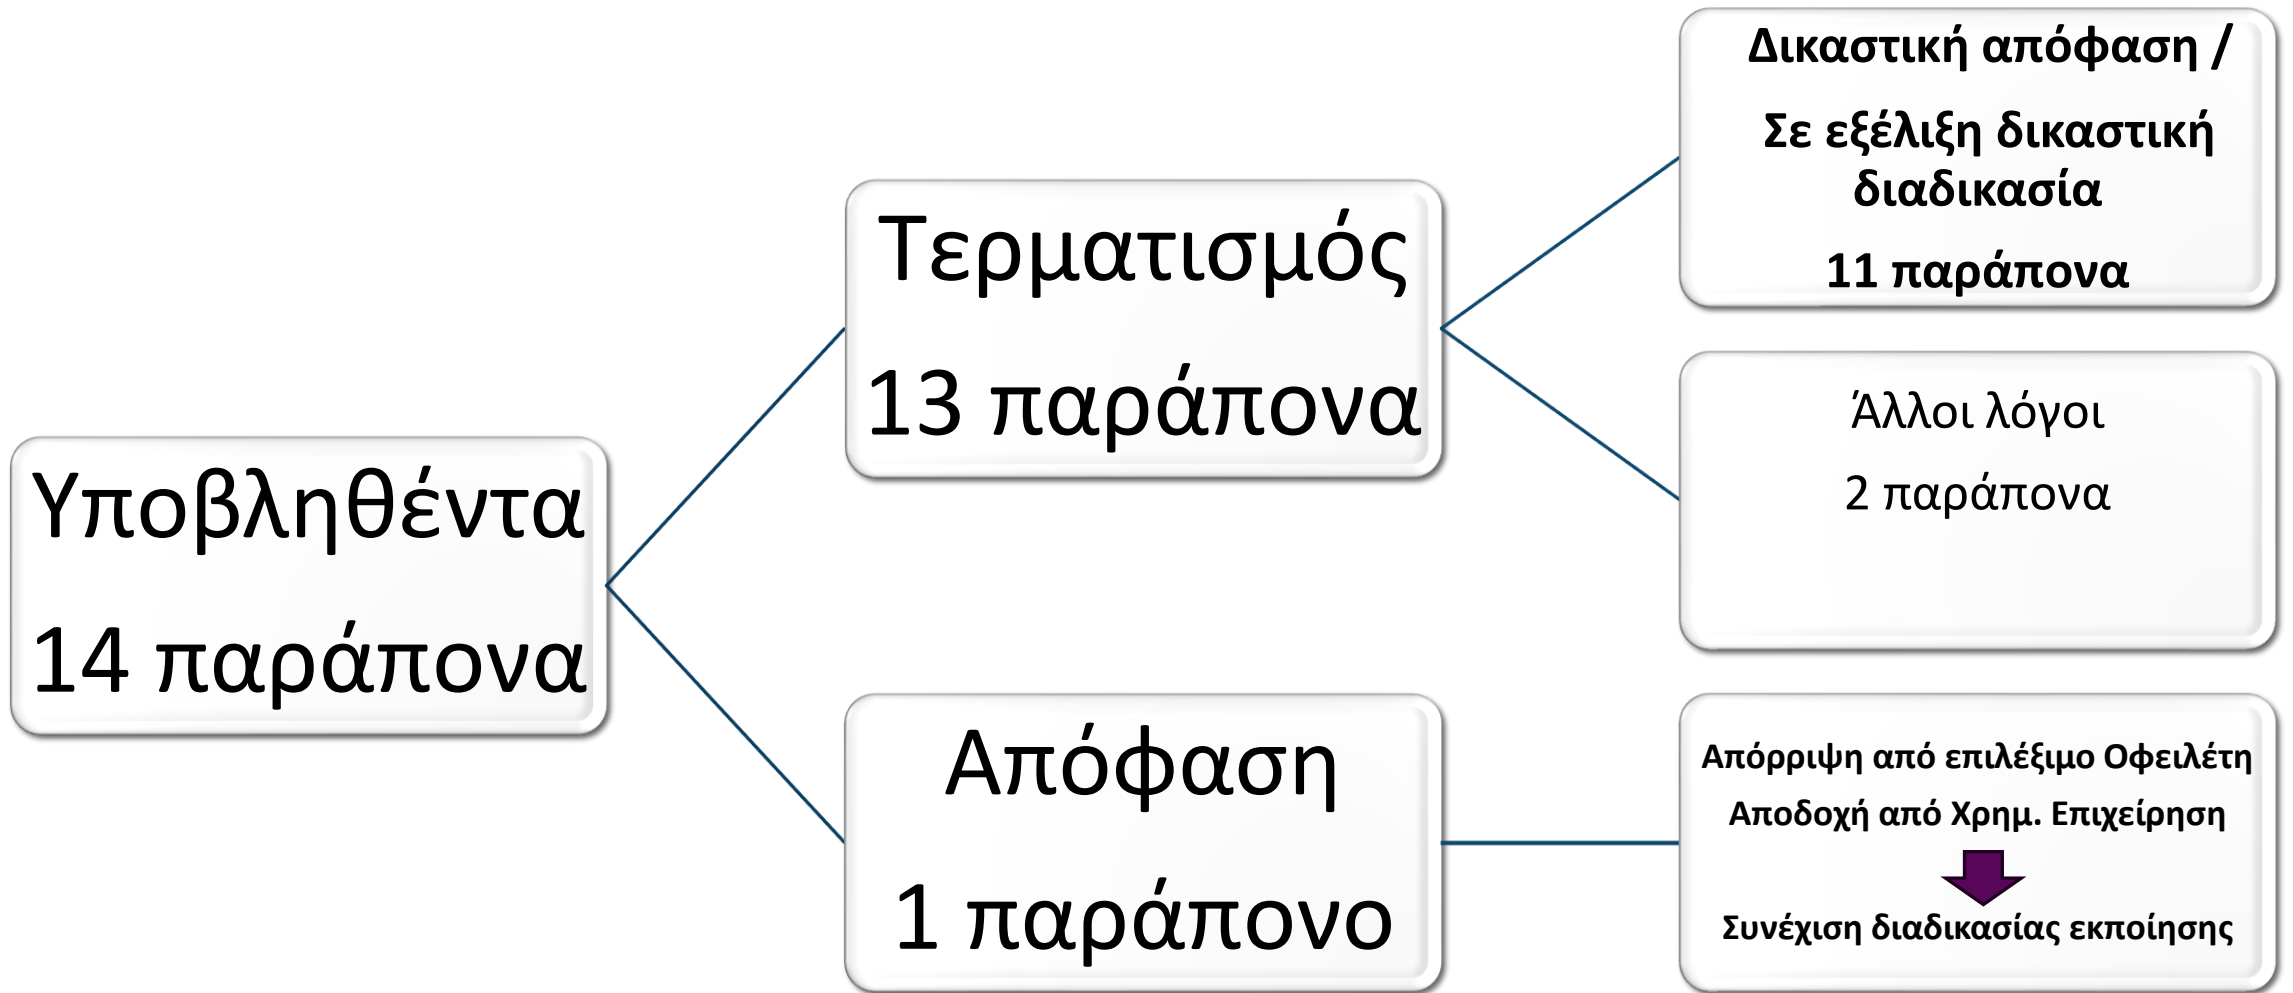 Υποβληθέντα
14 παράπονα
Τερματισμός
13 παράπονα
Δικαστική απόφαση /
Σε εξέλιξη δικαστική
διαδικασία
11 παράπονα
Άλλοι λόγοι
2 παράπονα
Απόφαση
1 παράπονο
Απόρριψη από επιλέξιμο Οφειλέτη
Αποδοχή από Χρημ. Επιχείρηση
Συνέχιση διαδικασίας εκποίησης